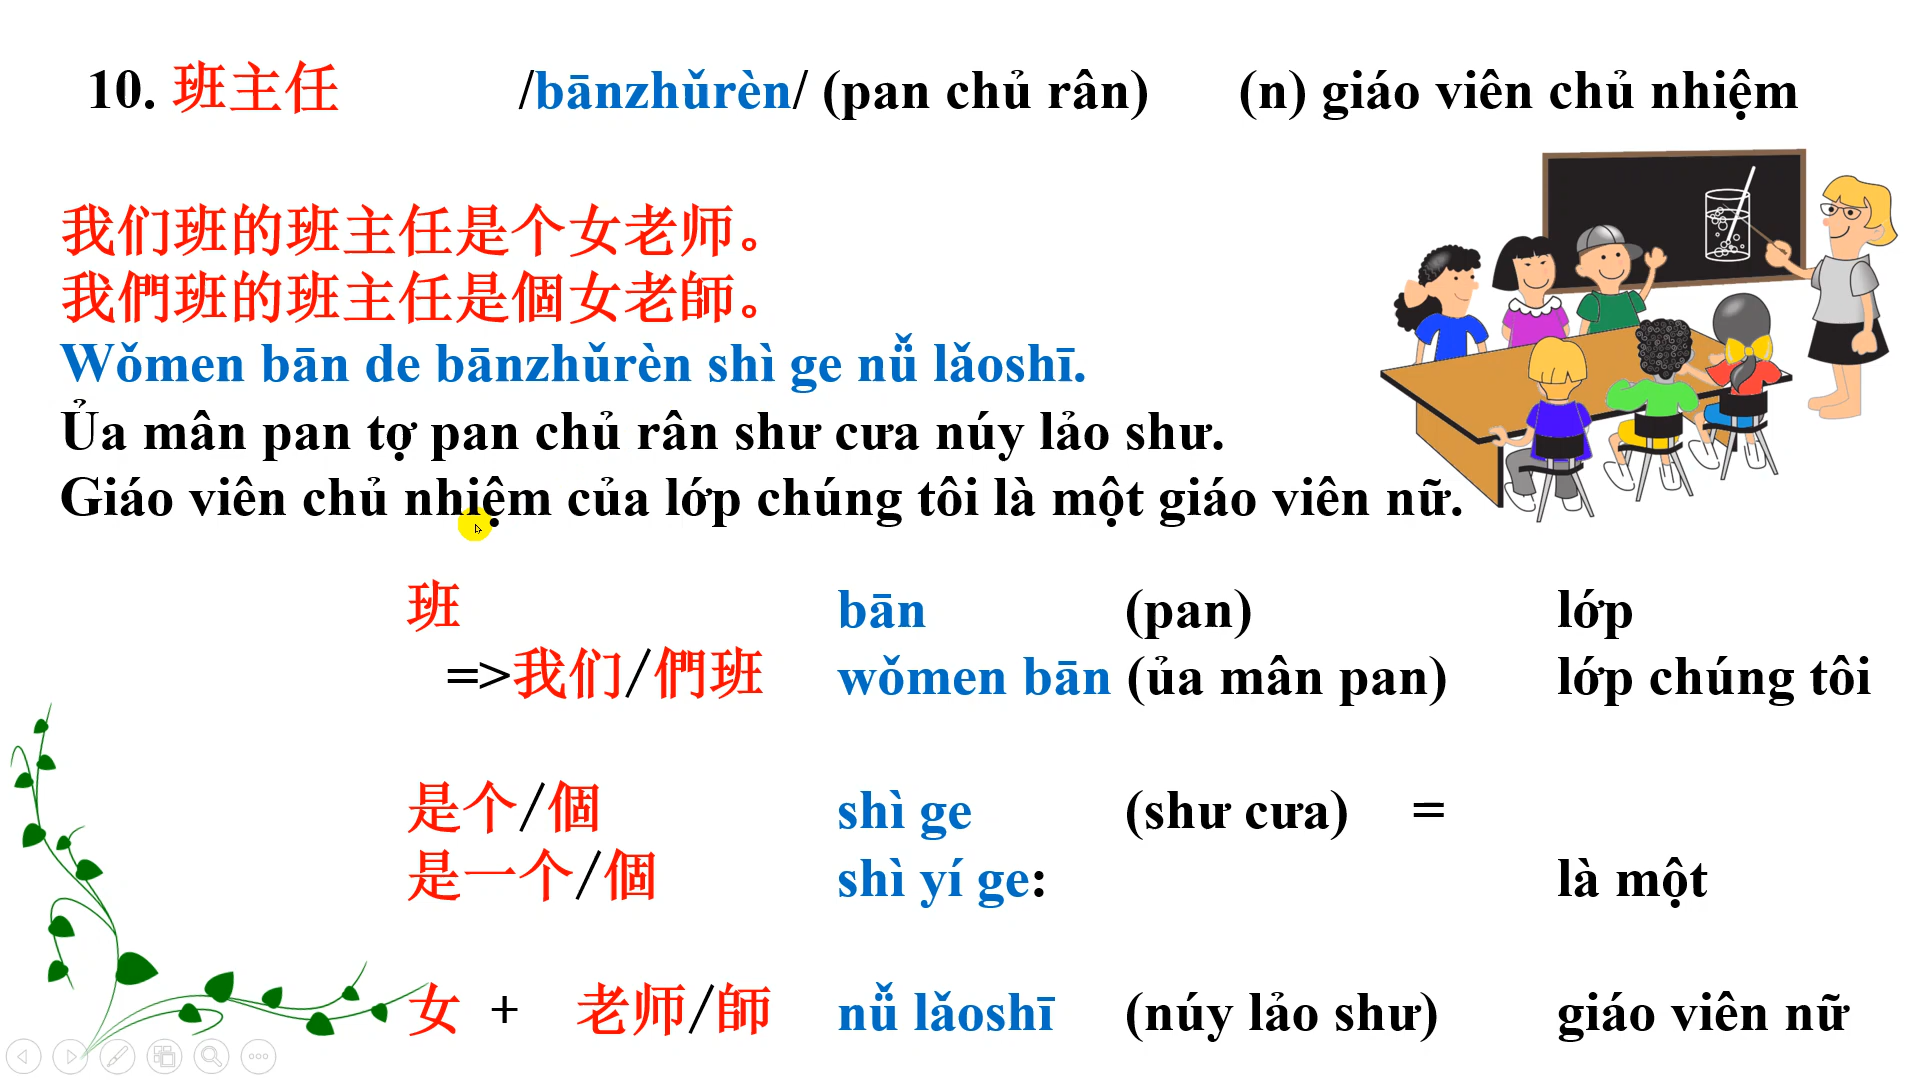 10. 班主任 /bānzhǔrèn/ (pan chủ rân) (n) giáo viên chủ nhiệm
我们班的班主任是个女老师。
我們班的班主任是個女老師。
Wǒmen bān de bānzhǔrèn shì ge nǚ lǎoshī.
Ủa mân pan tợ pan chủ rân sư cưa núy lảo sư.
Giáo viên chủ nhiệm của lớp chúng tôi là một giáo viên nữ.
班 bān (pan) lớp
=>我们/們班 wǒmen bān (ủa mân pan) lớp chúng tôi
是个/個 shì ge (sư cưa) =
是一个/個 shì yí ge: là một
女 + 老师/師 nǚ lǎoshī (núy lảo sư) giáo viên nữ